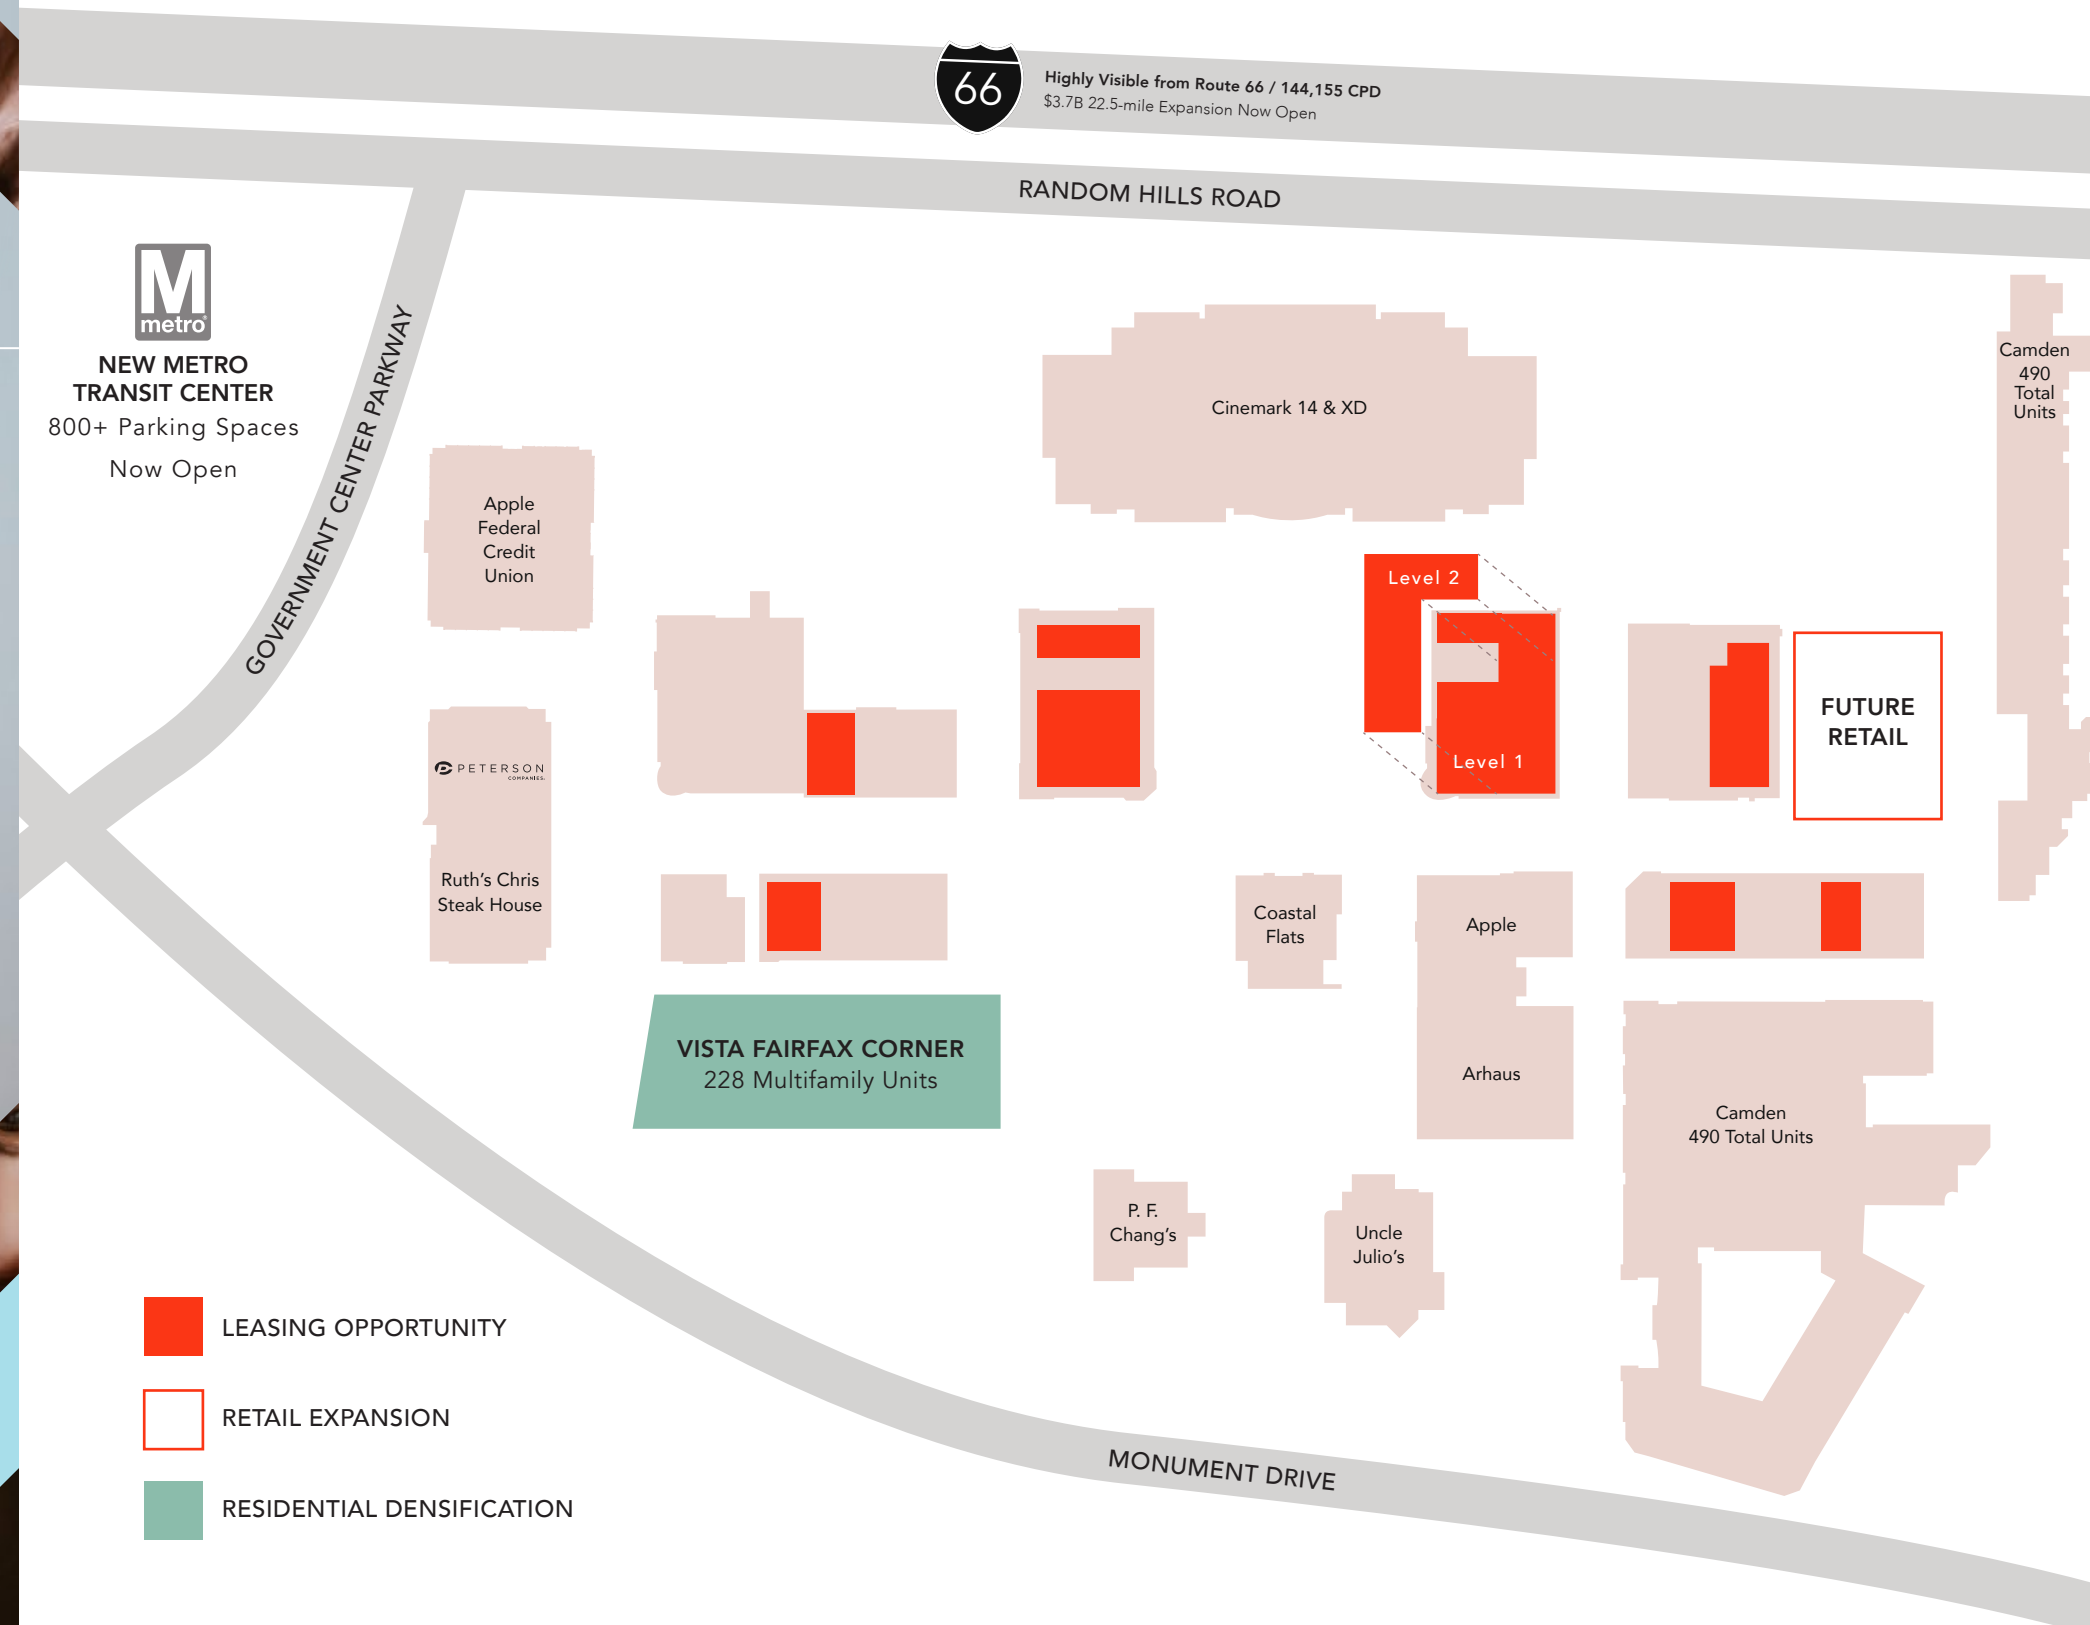 66
Highly Visible from Route 66 / 144,155 CPD
$3.7B 22.5-mile Expansion Now Open
RANDOM HILLS ROAD
M
metro
NEW METRO
TRANSIT CENTER
800+ Parking Spaces
Now Open
GOVERNMENT CENTER PARKWAY
Cinemark 14 & XD
Camden
490
Total
Units
Apple
Federal
Credit
Union
Level 2
Level 1
FUTURE
RETAIL
PETERSON
COMPANIES.
Ruth's Chris
Steak House
Coastal
Flats
Apple
Arhaus
VISTA FAIRFAX CORNER
228 Multifamily Units
Camden
490 Total Units
P. F.
Chang's
Uncle
Julio's
LEASING OPPORTUNITY
RETAIL EXPANSION
RESIDENTIAL DENSIFICATION
MONUMENT DRIVE